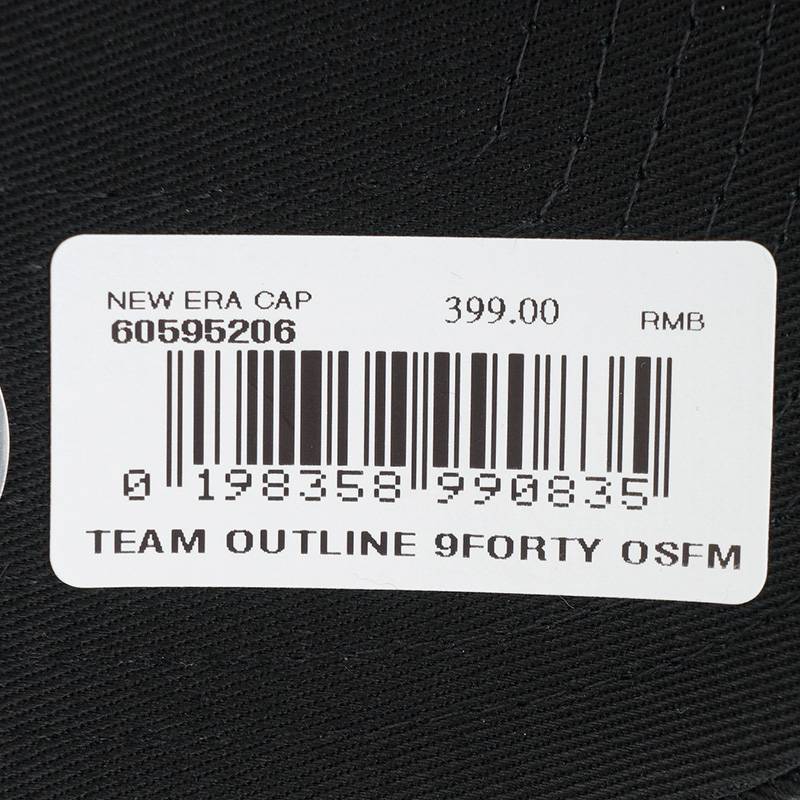 NEW ERA CAP 399.00 RMB
60595206
0 198358 990835
TEAM OUTLINE 9FORTY OSFM